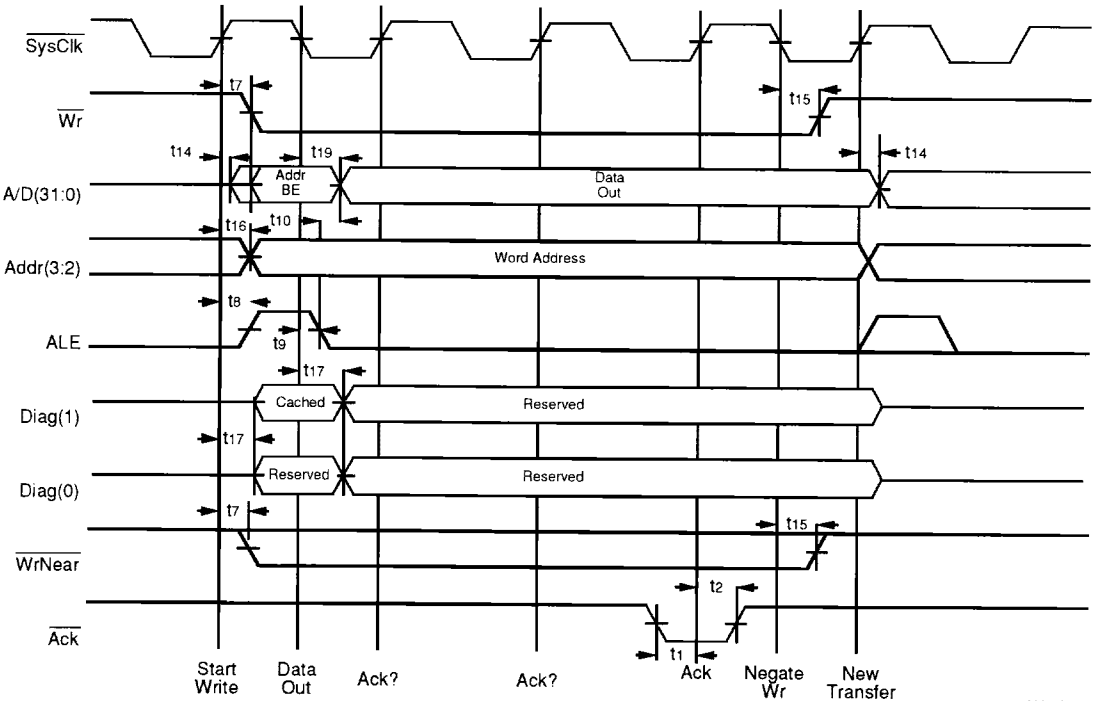 SysClk
t7
t15
Wr
t14
t19
t14
Addr
BE
Data
Out
A/D(31:0)
t16
t10
Word Address
Addr(3:2)
t8
ALE
t9
t17
Cached
Reserved
Diag(1)
t17
Reserved
Reserved
Diag(0)
t7
t15
WrNear
t2
Ack
t1
Start
Write
Data
Out
Ack?
Ack?
Ack
Negate
Wr
New
Transfer